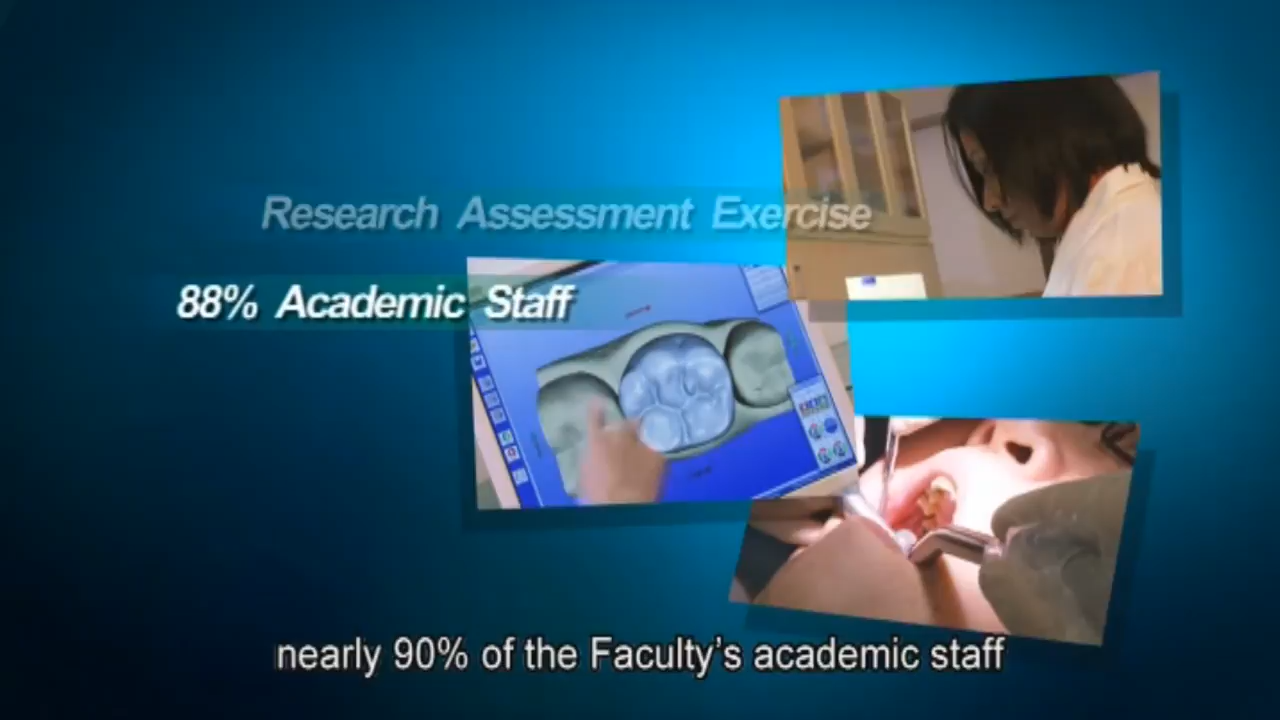 Research Assessment Exercise
88% Academic Staff
nearly 90% of the Faculty's academic staff